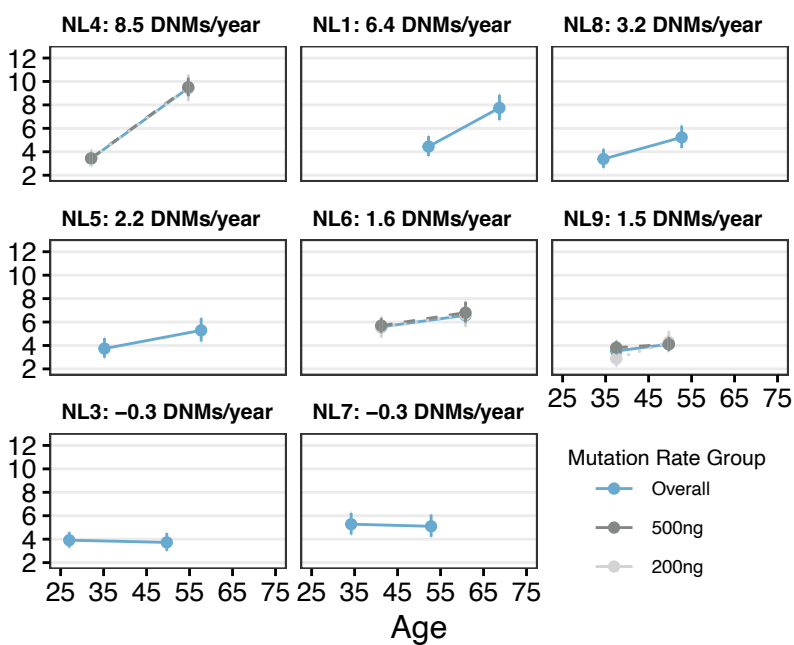 NL4: 8.5 DNMs/year NL1: 6.4 DNMs/year NL8: 3.2 DNMs/year
12
10
8
6
4
2
NL5: 2.2 DNMs/year NL6: 1.6 DNMs/year NL9: 1.5 DNMs/year
12
10
8
6
4
2
25 35 45 55 65 75
NL3: −0.3 DNMs/year NL7: −0.3 DNMs/year
12
10
8
6
4
2
25 35 45 55 65 75 25 35 45 55 65 75
Age
Mutation Rate Group
Overall
500ng
200ng